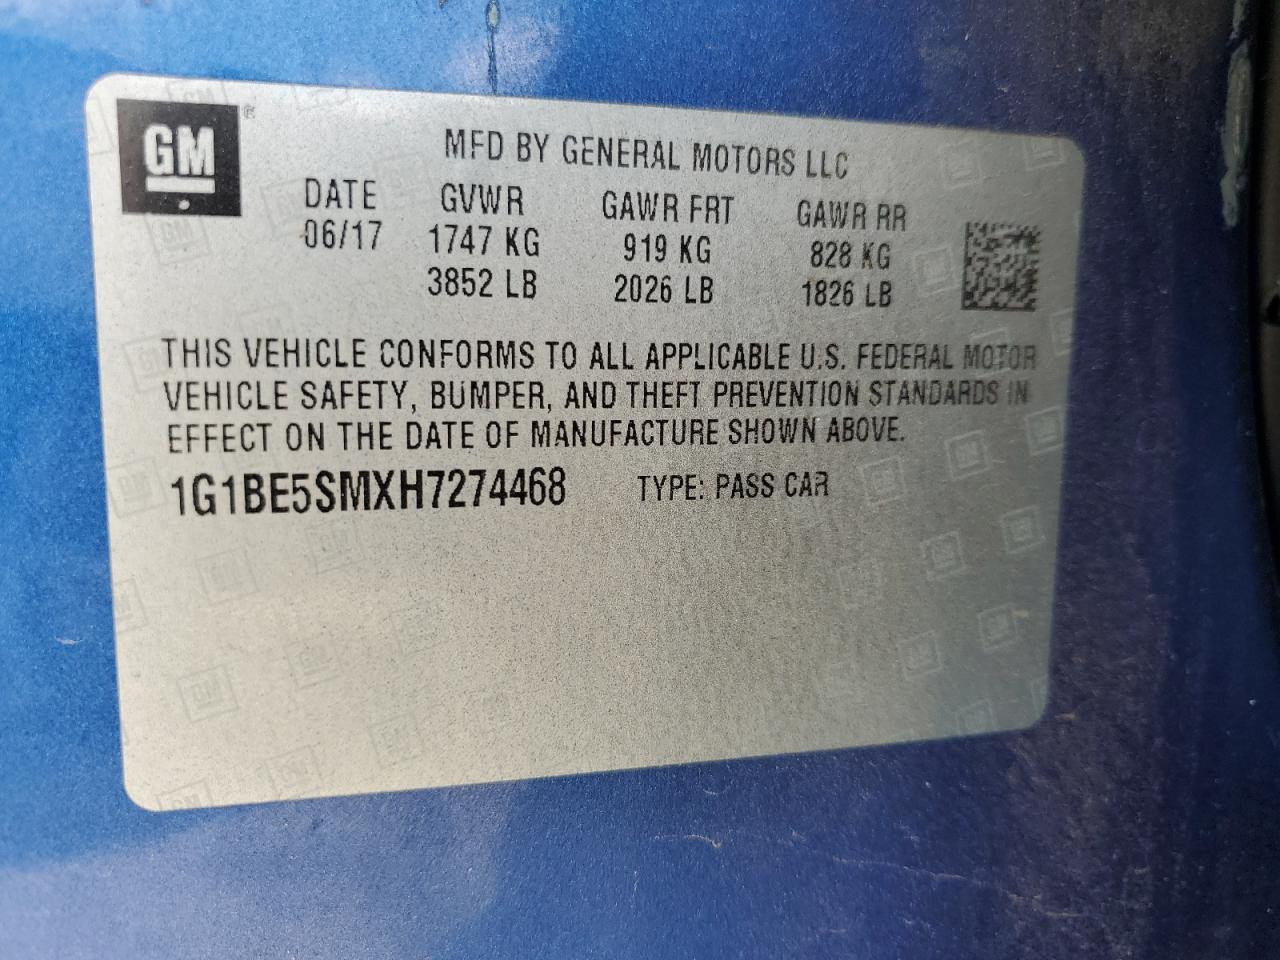 GM ®
MFD BY GENERAL MOTORS LLC
DATE GVWR GAWR FRT GAWR RR
06/17 1747 KG 919 KG 828 KG
3852 LB 2026 LB 1826 LB
THIS VEHICLE CONFORMS TO ALL APPLICABLE U.S. FEDERAL MOTOR
VEHICLE SAFETY, BUMPER, AND THEFT PREVENTION STANDARDS IN
EFFECT ON THE DATE OF MANUFACTURE SHOWN ABOVE.
1G1BE5SMXH7274468 TYPE: PASS CAR